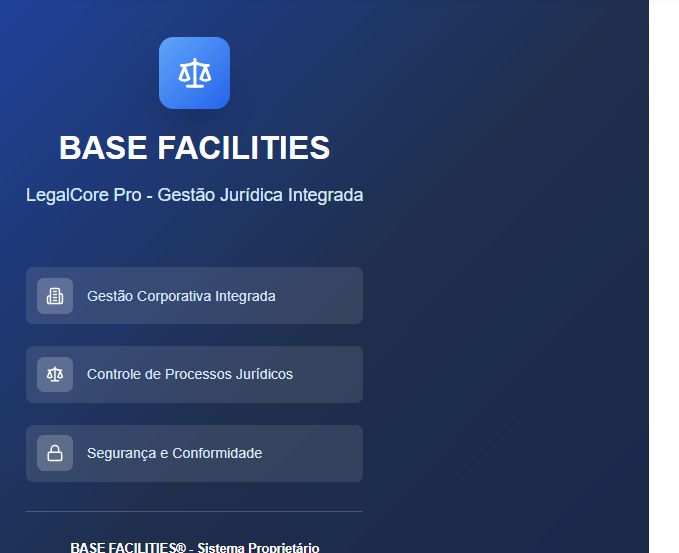 BASE FACILITIES
LegalCore Pro - Gestão Jurídica Integrada
Gestão Corporativa Integrada
Controle de Processos Jurídicos
Segurança e Conformidade
BASE FACILITIES® - Sistema Proprietário